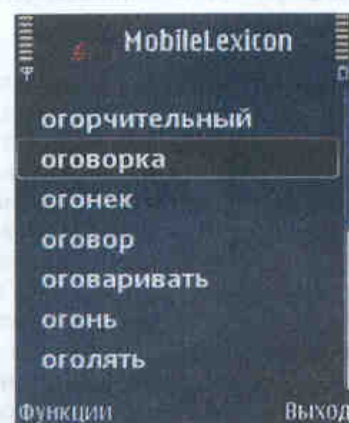 MobileLexicon
огорчительный
оговорка
огонек
оговор
оговаривать
огонь
оголять
Функции Выход